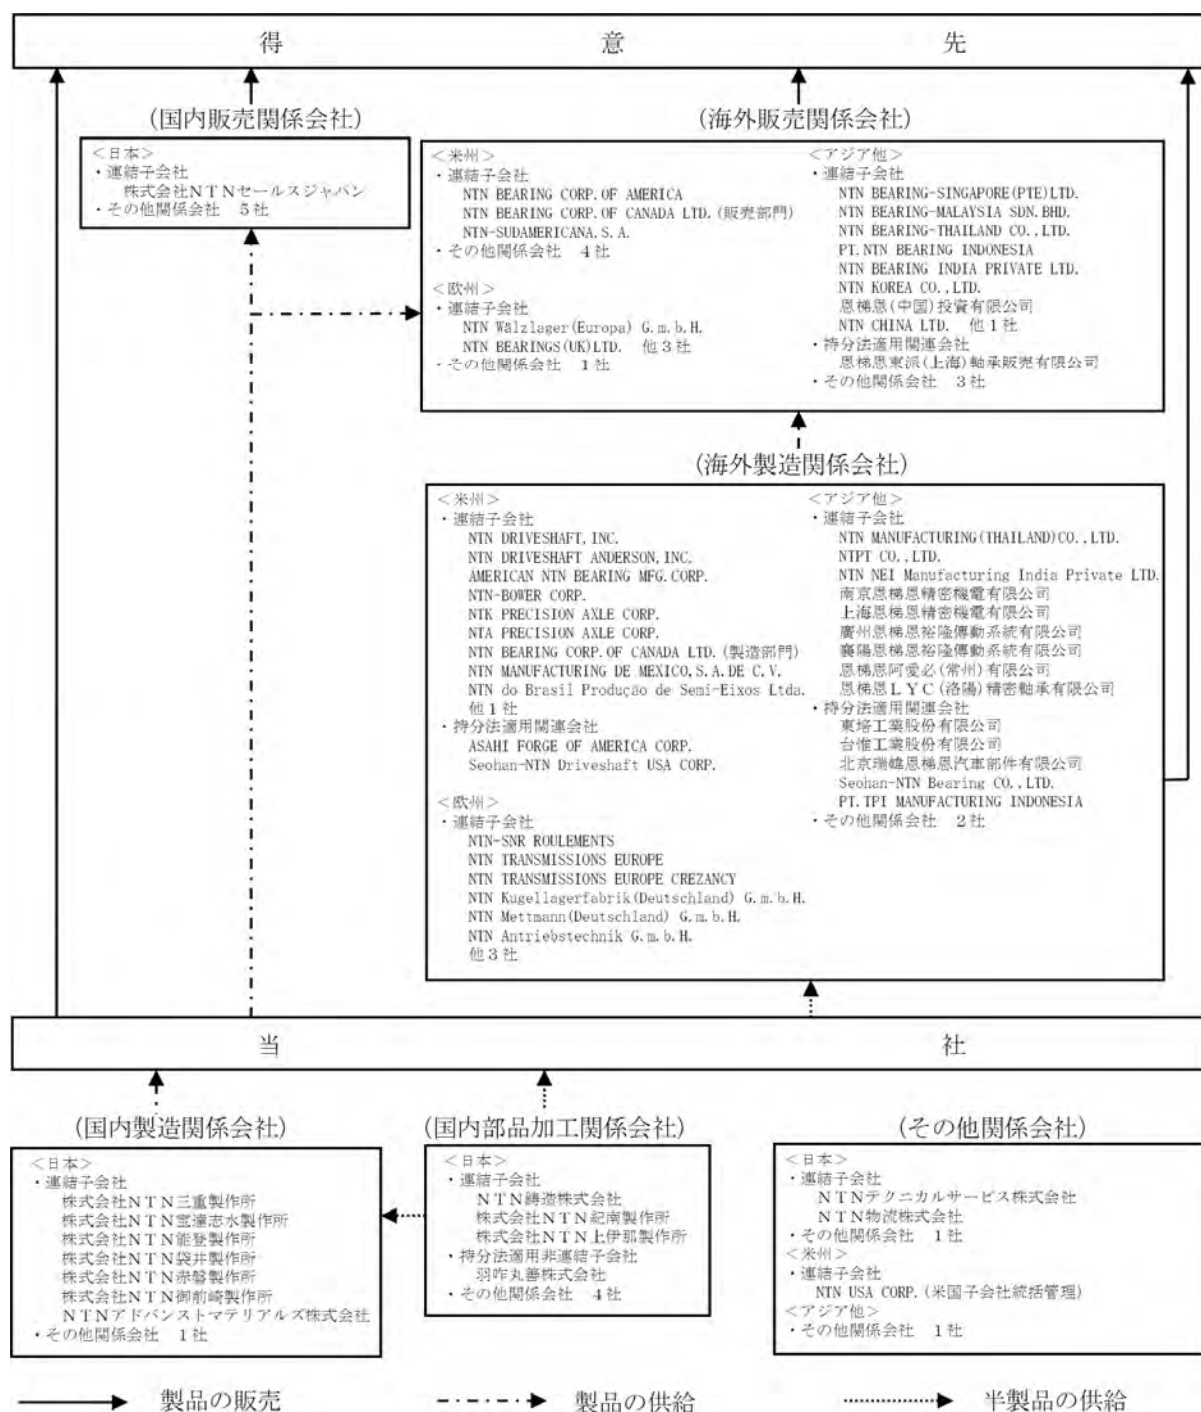 得 意 先
(国内販売関係会社)
＜日本＞
・連結子会社
株式会社ＮＴＮセールスジャパン
・その他関係会社 ５社
(海外販売関係会社)
＜米州＞
・連結子会社
NTN BEARING CORP.OF AMERICA
NTN BEARING CORP.OF CANADA LTD.(販売部門)
NTN-SUDAMERICANA,S.A.
・その他関係会社 ４社
＜欧州＞
・連結子会社
NTN Wälzlager(Europa) G.m.b.H.
NTN BEARINGS(UK)LTD. 他３社
・その他関係会社 １社
＜アジア他＞
・連結子会社
NTN BEARING-SINGAPORE(PTE)LTD.
NTN BEARING-MALAYSIA SDN.BHD.
NTN BEARING-THAILAND CO.,LTD.
PT.NTN BEARING INDONESIA
NTN BEARING INDIA PRIVATE LTD.
NTN KOREA CO.,LTD.
恩梯恩(中国)投資有限公司
NTN CHINA LTD. 他１社
・持分法適用関連会社
恩梯恩東派(上海)軸承販売有限公司
・その他関係会社 ３社
(海外製造関係会社)
＜米州＞
・連結子会社
NTN DRIVESHAFT,INC.
NTN DRIVESHAFT ANDERSON,INC.
AMERICAN NTN BEARING MFG.CORP.
NTN-BOWER CORP.
NTK PRECISION AXLE CORP.
NTA PRECISION AXLE CORP.
NTN BEARING CORP.OF CANADA LTD.(製造部門)
NTN MANUFACTURING DE MEXICO,S.A.DE C.V.
NTN do Brasil Produção de Semi-Eixos Ltda.
他１社
・持分法適用関連会社
ASAHI FORGE OF AMERICA CORP.
Seohan-NTN Driveshaft USA CORP.
＜欧州＞
・連結子会社
NTN-SNR ROULEMENTS
NTN TRANSMISSIONS EUROPE
NTN TRANSMISSIONS EUROPE CREZANCY
NTN Kugellagerfabrik(Deutschland) G.m.b.H.
NTN Mettmann(Deutschland) G.m.b.H.
NTN Antriebstechnik G.m.b.H.
他３社
＜アジア他＞
・連結子会社
NTN MANUFACTURING(THAILAND)CO.,LTD.
NTPT CO.,LTD.
NTN NEI Manufacturing India Private LTD.
南京恩梯恩精密機電有限公司
上海恩梯恩精密機電有限公司
廣州恩梯恩裕隆傳動系統有限公司
襄陽恩梯恩裕隆傳動系統有限公司
恩梯恩阿愛必(常州)有限公司
恩梯恩ＬＹＣ(洛陽)精密軸承有限公司
・持分法適用関連会社
東培工業股份有限公司
台惟工業股份有限公司
北京瑞韓恩梯恩汽車部件有限公司
Seohan-NTN Bearing CO.,LTD.
PT.TPI MANUFACTURING INDONESIA
・その他関係会社 ２社
当 社
(国内製造関係会社)
＜日本＞
・連結子会社
株式会社ＮＴＮ三重製作所
株式会社ＮＴＮ宝達志水製作所
株式会社ＮＴＮ能登製作所
株式会社ＮＴＮ袋井製作所
株式会社ＮＴＮ赤磐製作所
株式会社ＮＴＮ御前崎製作所
ＮＴＮアドバンストマテリアルズ株式会社
・その他関係会社 １社
(国内部品加工関係会社)
＜日本＞
・連結子会社
ＮＴＮ鋳造株式会社
株式会社ＮＴＮ紀南製作所
株式会社ＮＴＮ上伊那製作所
・持分法適用非連結子会社
羽咋丸善株式会社
・その他関係会社 ４社
(その他関係会社)
＜日本＞
・連結子会社
ＮＴＮテクニカルサービス株式会社
ＮＴＮ物流株式会社
・その他関係会社 １社
＜米州＞
・連結子会社
NTN USA CORP.(米国子会社統括管理)
＜アジア他＞
・その他関係会社 １社
製品の販売
製品の供給
半製品の供給